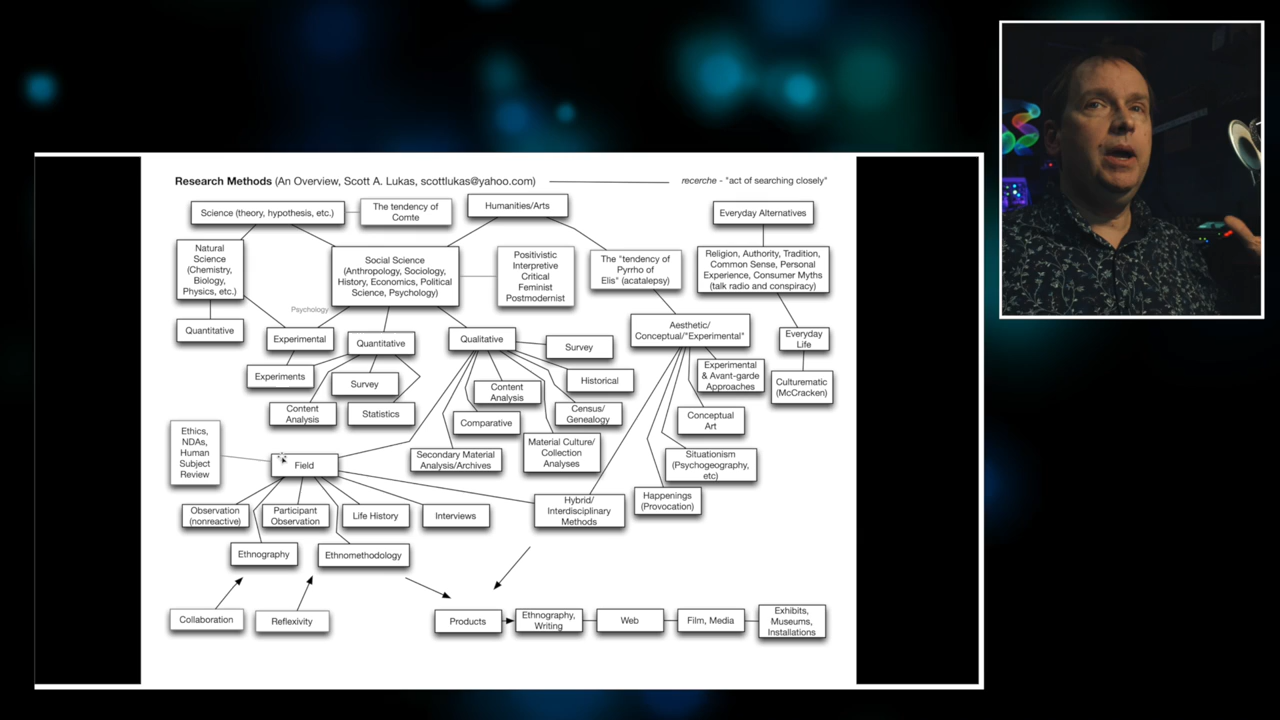 Research Methods (An Overview, Scott A. Lukas, scottlukas@yahoo.com)
recerche - "act of searching closely"
Science (theory, hypothesis, etc.)
The tendency of
Comte
Humanities/Arts
Everyday Alternatives
Natural
Science
(Chemistry,
Biology,
Physics, etc.)
Social Science
(Anthropology, Sociology,
History, Economics, Political
Science, Psychology)
Positivistic
Interpretive
Critical
Feminist
Postmodernist
The "tendency of
Pyrrho of
Elis" (acatalepsy)
Religion, Authority, Tradition,
Common Sense, Personal
Experience, Consumer Myths
(talk radio and conspiracy)
Psychology
Quantitative
Experimental
Quantitative
Qualitative
Survey
Aesthetic/
Conceptual/"Experimental"
Everyday
Life
Experiments
Survey
Content
Analysis
Historical
Experimental
& Avant-garde
Approaches
Culturematic
(McCracken)
Content
Analysis
Statistics
Comparative
Census/
Genealogy
Conceptual
Art
Ethics,
NDAs,
Human
Subject
Review
Field
Secondary Material
Analysis/Archives
Material Culture/
Collection
Analyses
Situationism
(Psychogeography,
etc)
Observation
(nonreactive)
Participant
Observation
Life History
Interviews
Hybrid/
Interdisciplinary
Methods
Happenings
(Provocation)
Ethnography
Ethnomethodology
Collaboration
Reflexivity
Products
Ethnography,
Writing
Web
Film, Media
Exhibits,
Museums,
Installations